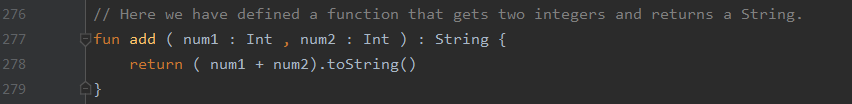 276 // Here we have defined a function that gets two integers and returns a String.
277 fun add ( num1 : Int , num2 : Int ) : String {
278 return ( num1 + num2).toString()
279 }